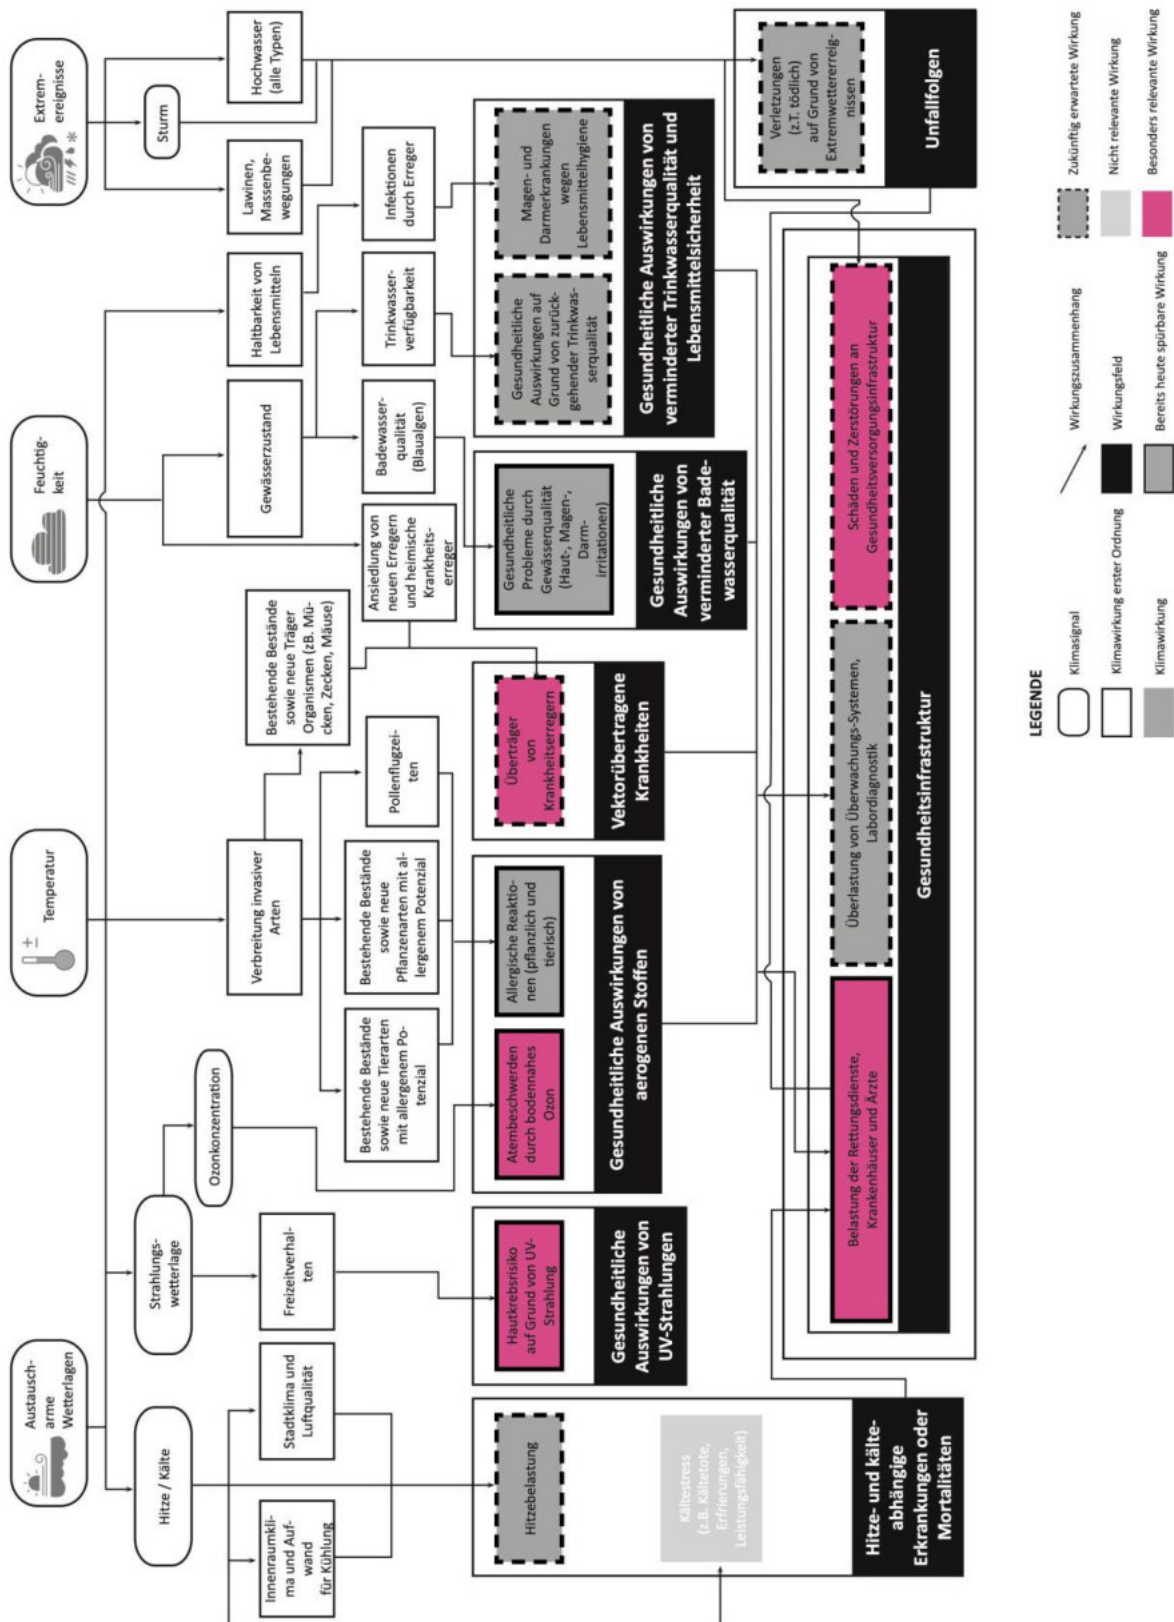 Austausch-
arme
Wetterlagen
Temperatur
Feuchtig-
keit
Extrem-
ereignisse
Hitze / Kälte
Strahlungs-
wetterlage
Ozonkonzentration
Sturm
Innenraumkli-
ma und Auf-
wand
für Kühlung
Stadtklima und
Luftqualität
Freizeitverhal-
ten
Verbreitung invasiver
Arten
Bestehende Bestände
sowie neue Träger
Organismen (zB. Mü-
cken, Zecken, Mäuse)
Gewässerzustand
Haltbarkeit von
Lebensmitteln
Lawinen,
Massenbe-
wegungen
Hochwasser
(alle Typen)
Bestehende Bestände
sowie neue Tierarten
mit allergenem Po-
tenzial
Bestehende Bestände
sowie neue
Pflanzenarten mit al-
lergenem Potenzial
Pollenflugzei-
ten
Ansiedlung von
neuen Erregern
und heimische
Krankheits-
erreger
Badewasser-
qualität
(Blaualgen)
Trinkwasser-
verfügbarkeit
Infektionen
durch Erreger
Hitzebelastung
Kältestress
(z.B. Kältetote,
Erfrierungen,
Leistungsfähigkeit)
Hitze- und kälte-
abhängige
Erkrankungen oder
Mortalitäten
Hautkrebsrisiko
auf Grund von UV-
Strahlung
Gesundheitliche
Auswirkungen von
UV-Strahlungen
Atembeschwerden
durch bodennahes
Ozon
Allergische Reaktio-
nen (pflanzlich und
tierisch)
Gesundheitliche Auswirkungen von
aerogenen Stoffen
Überträger
von
Krankheitserregern
Vektorübertragene
Krankheiten
Gesundheitliche
Probleme durch
Gewässerqualität
(Haut-, Magen-,
Darm-
irritationen)
Gesundheitliche
Auswirkungen von
verminderter Bade-
wasserqualität
Gesundheitliche
Auswirkungen auf
Grund von zurück-
gehender Trinkwas-
serqualität
Magen- und
Darmerkrankungen
wegen
Lebensmittelhygiene
Gesundheitliche Auswirkungen von
verminderter Trinkwasserqualität und
Lebensmittelsicherheit
Verletzungen
(z.T. tödlich)
auf Grund von
Extremwetterereig-
nissen
Unfallfolgen
Belastung der Rettungsdienste,
Krankenhäuser und Ärzte
Überlastung von Überwachungs-Systemen,
Labordiagnostik
Schäden und Zerstörungen an
Gesundheitsversorgungsinfrastruktur
Gesundheitsinfrastruktur
LEGENDE
Klimasignal
Wirkungszusammenhang
Zukünftig erwartete Wirkung
Klimawirkung erster Ordnung
Wirkungsfeld
Nicht relevante Wirkung
Klimawirkung
Bereits heute spürbare Wirkung
Besonders relevante Wirkung